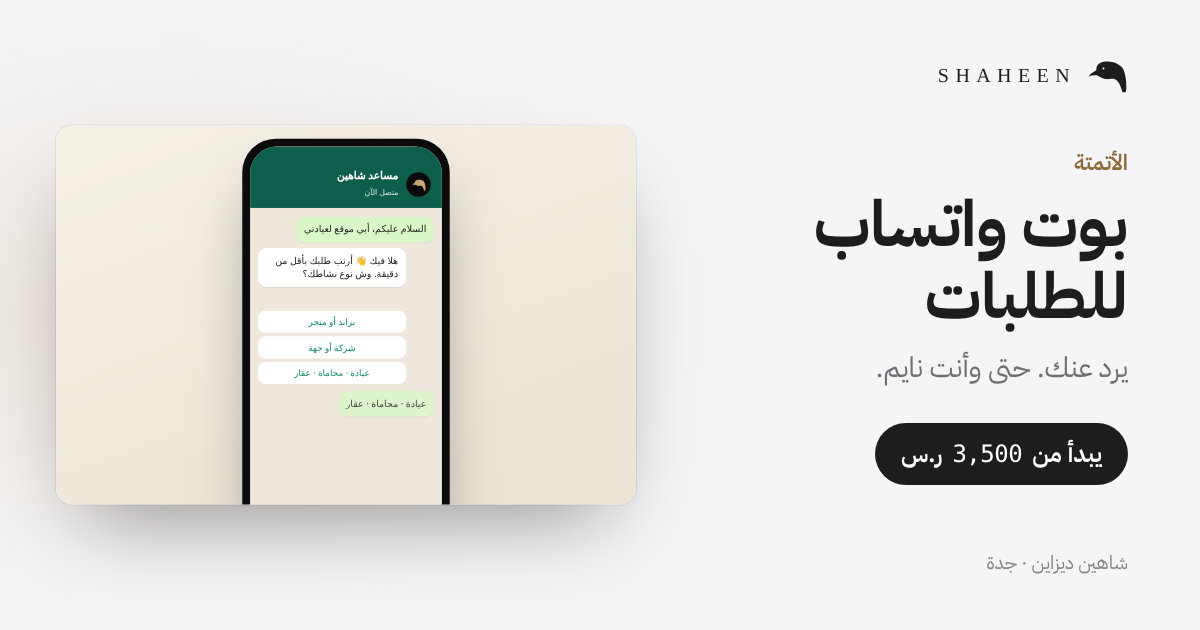 SHAHEEN
الأتمتة
بوت واتساب
للطلبات
يرد عنك. حتى وأنت نايم.
يبدأ من 3,500 ر.س
شاهين ديزاين · جدة
مساعد شاهين
متصل الآن
السلام عليكم، أبي موقع لعيادتي
هلا فيك 👋 أرتب طلبك بأقل من
دقيقة. وش نوع نشاطك؟
براند أو متجر
شركة أو جهة
عيادة · محاماة · عقار
عيادة · محاماة · عقار